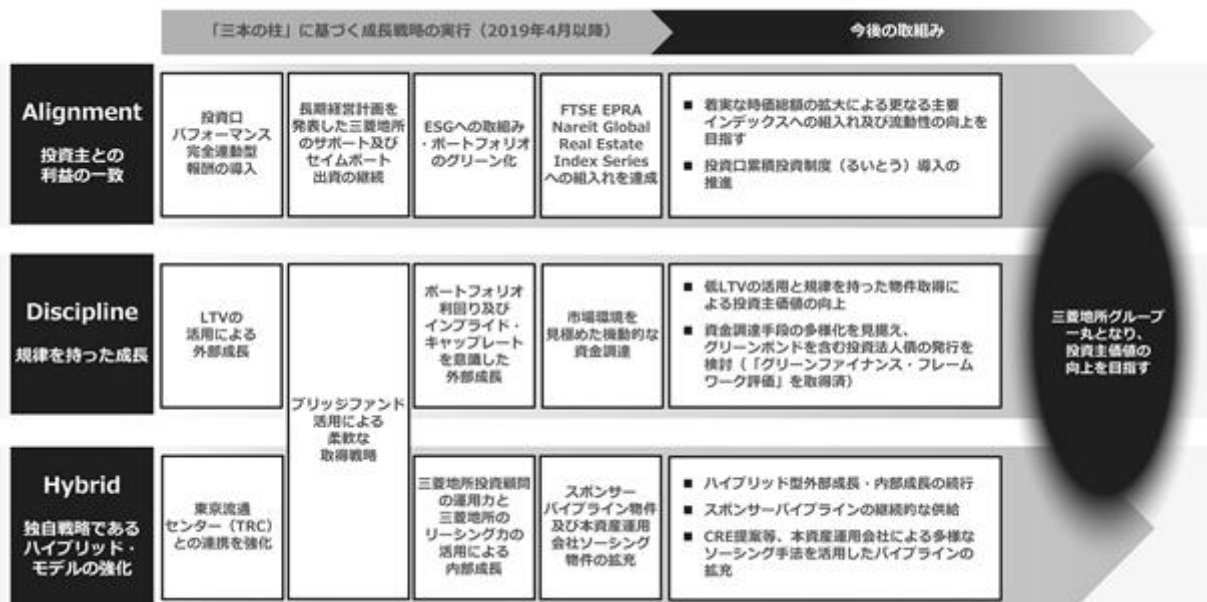 「三本の柱」に基づく成長戦略の実行（2019年4月以降）
今後の取組み
Alignment
投資主との
利益の一致
投資口
パフォーマンス
完全連動型
報酬の導入
長期経営計画を
発表した三菱地所
のサポート及び
セイムボート
出資の継続
ESGへの取組み
・ポートフォリオ
のグリーン化
FTSE EPRA
Nareit Global
Real Estate
Index Series
への組入れを達成
■ 着実な時価総額の拡大による更なる主要
インデックスへの組入れ及び流動性の向上を
目指す
■ 投資口累積投資制度（るいとう）導入の
推進
Discipline
規律を持った成長
LTVの
活用による
外部成長
ブリッジファンド
活用による
柔軟な
取得戦略
ポートフォリオ
利回り及び
インプライド・
キャップレート
を意識した
外部成長
市場環境を
見極めた機動的な
資金調達
■ 低LTVの活用と規律を持った物件取得に
よる投資主価値の向上
■ 資金調達手段の多様化を見据え、
グリーンボンドを含む投資法人債の発行を
検討（「グリーンファイナンス・フレーム
ワーク評価」を取得済）
Hybrid
独自戦略である
ハイブリッド・
モデルの強化
東京流通
センター（TRC）
との連携を強化
三菱地所投資顧問
の運用力と
三菱地所の
リーシング力の
活用による
内部成長
スポンサー
パイプライン物件
及び本資産運用
会社ソーシング
物件の拡充
■ ハイブリッド型外部成長・内部成長の続行
■ スポンサーパイプラインの継続的な供給
■ CRE提案等、本資産運用会社による多様な
ソーシング手法を活用したパイプラインの
拡充
三菱地所グループ
一丸となり、
投資主価値の
向上を目指す